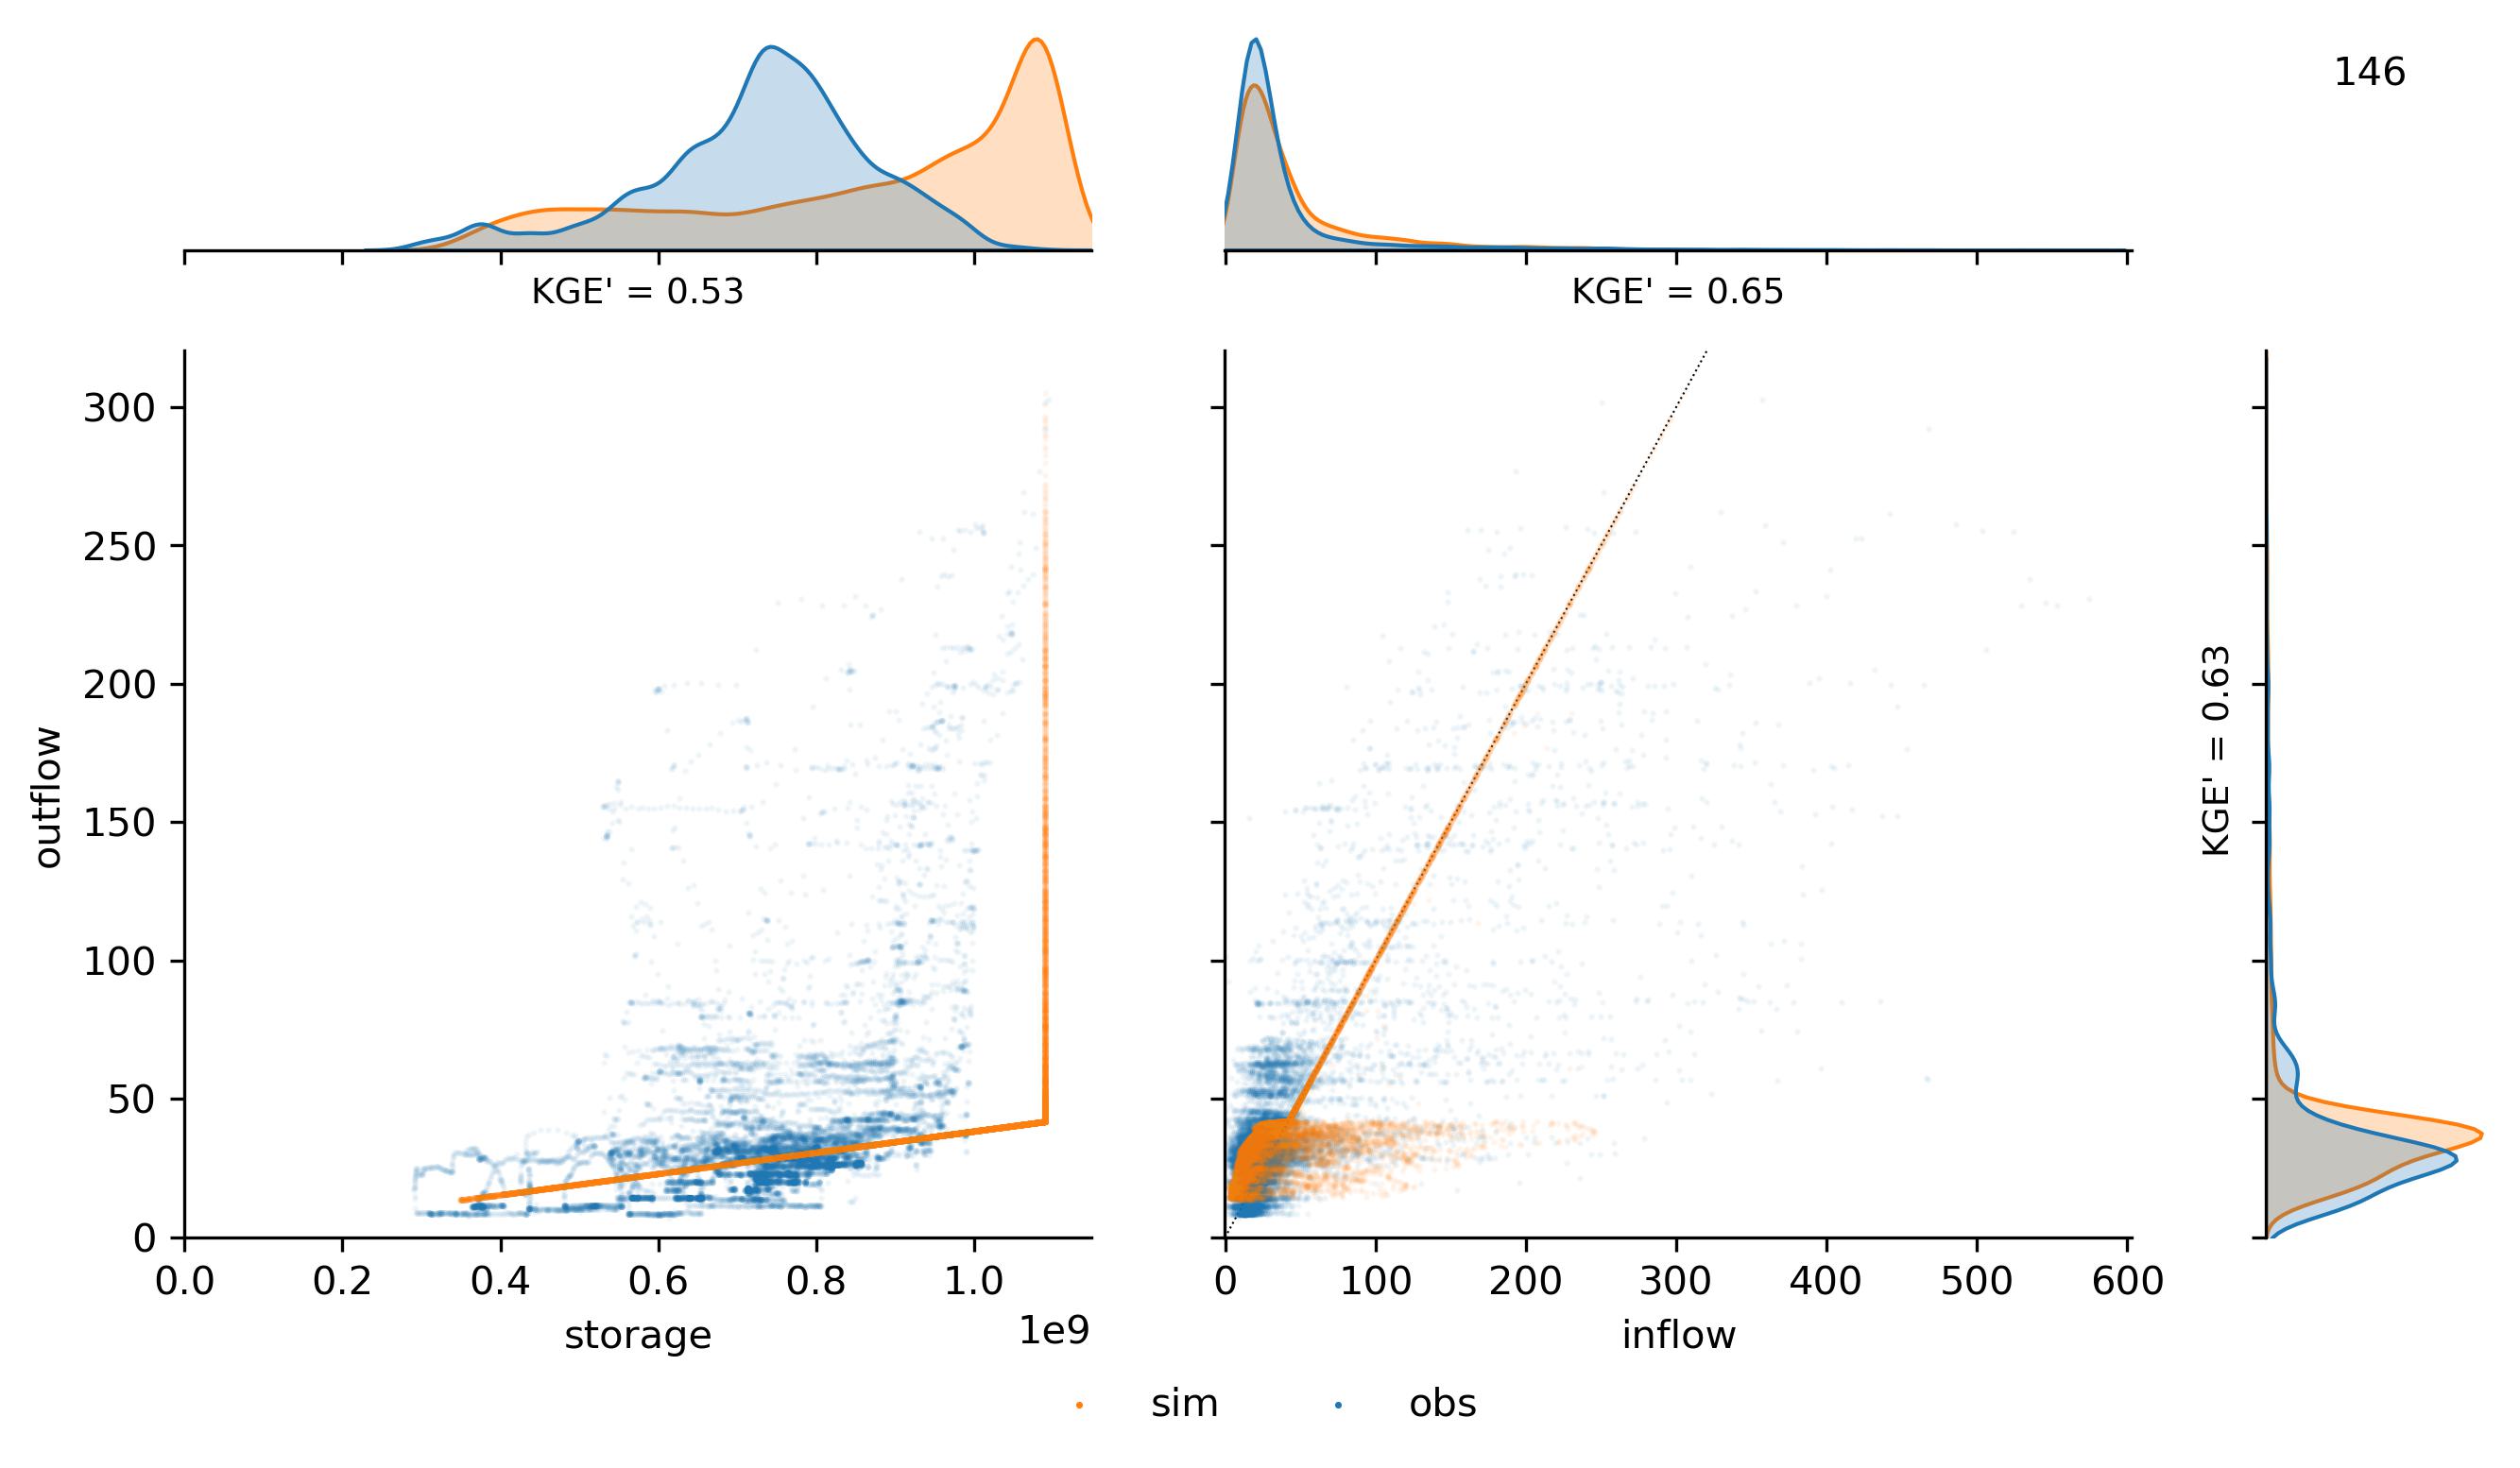 146
KGE' = 0.53
KGE' = 0.65
300
250
200
150
100
50
0
outflow
KGE' = 0.63
0.0 0.2 0.4 0.6 0.8 1.0
0 100 200 300 400 500 600
storage
1e9
inflow
sim obs